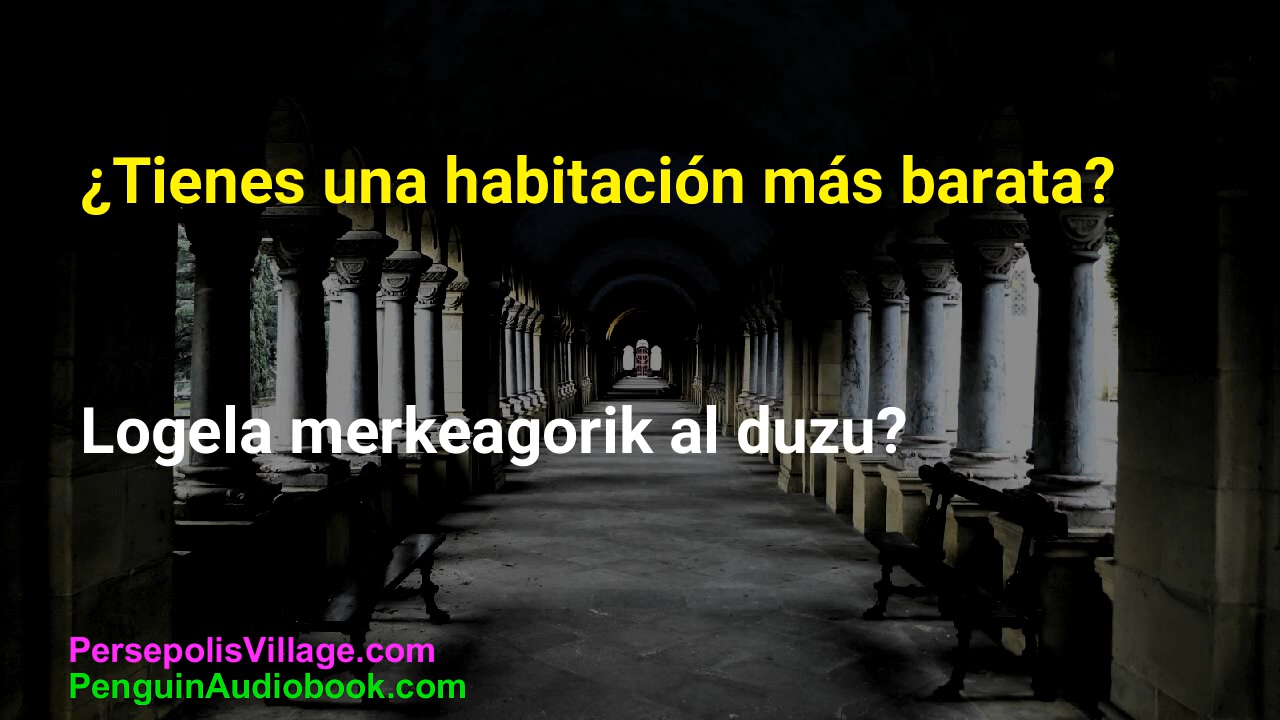 ¿Tienes una habitación más barata?
Logela merkeagorik al duzu?
PersepolisVillage.com
PenguinAudiobook.com